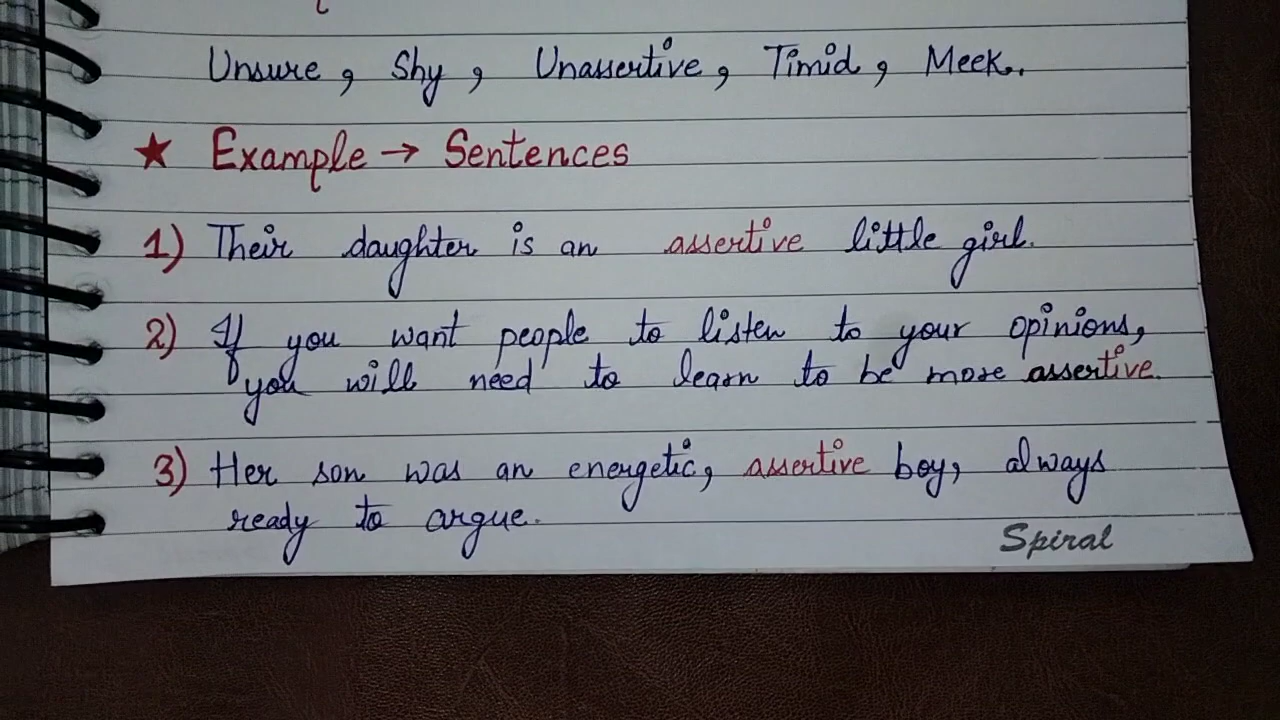 Unsure, Shy, Unassertive, Timid, Meek.
★ Example → Sentences
1) Their daughter is an assertive little girl.
2) If you want people to listen to your opinions,
you will need to learn to be more assertive.
3) Her son was an energetic, assertive boy, always
ready to argue.
Spiral